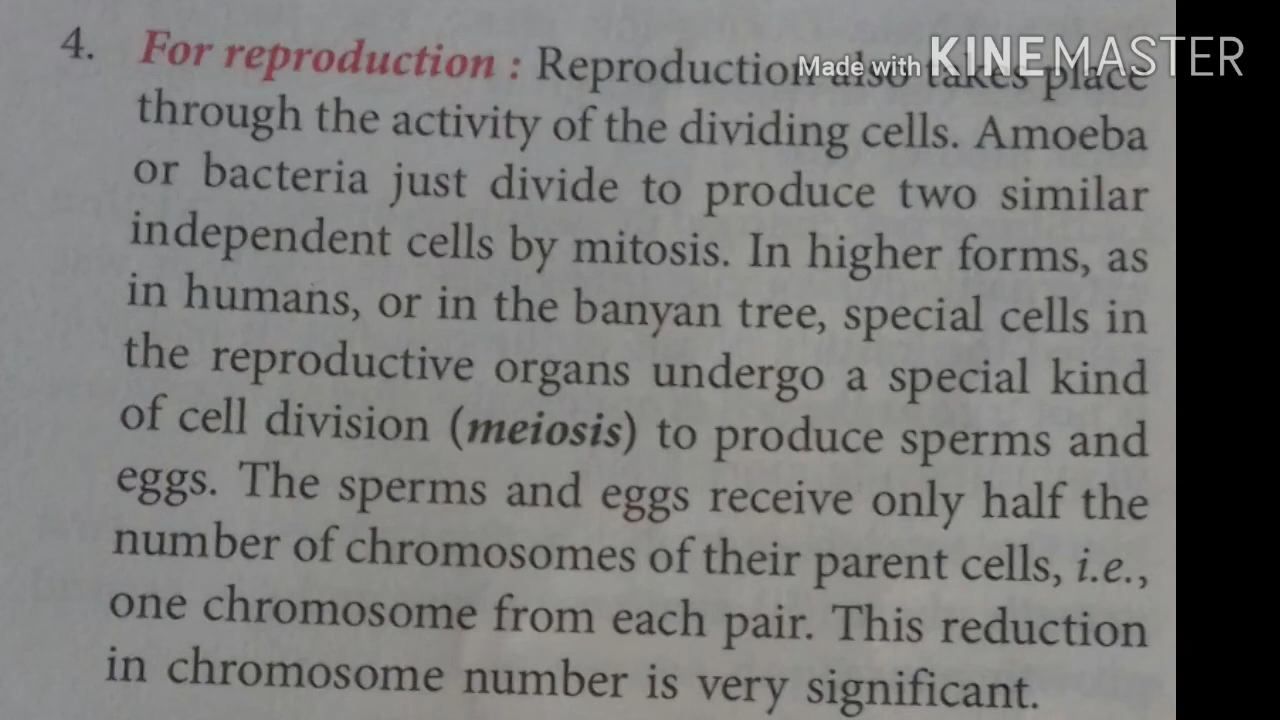 4. For reproduction : Reproduction also takes place
Made with KINEMASTER
through the activity of the dividing cells. Amoeba
or bacteria just divide to produce two similar
independent cells by mitosis. In higher forms, as
in humans, or in the banyan tree, special cells in
the reproductive organs undergo a special kind
of cell division (meiosis) to produce sperms and
eggs. The sperms and eggs receive only half the
number of chromosomes of their parent cells, i.e.,
one chromosome from each pair. This reduction
in chromosome number is very significant.